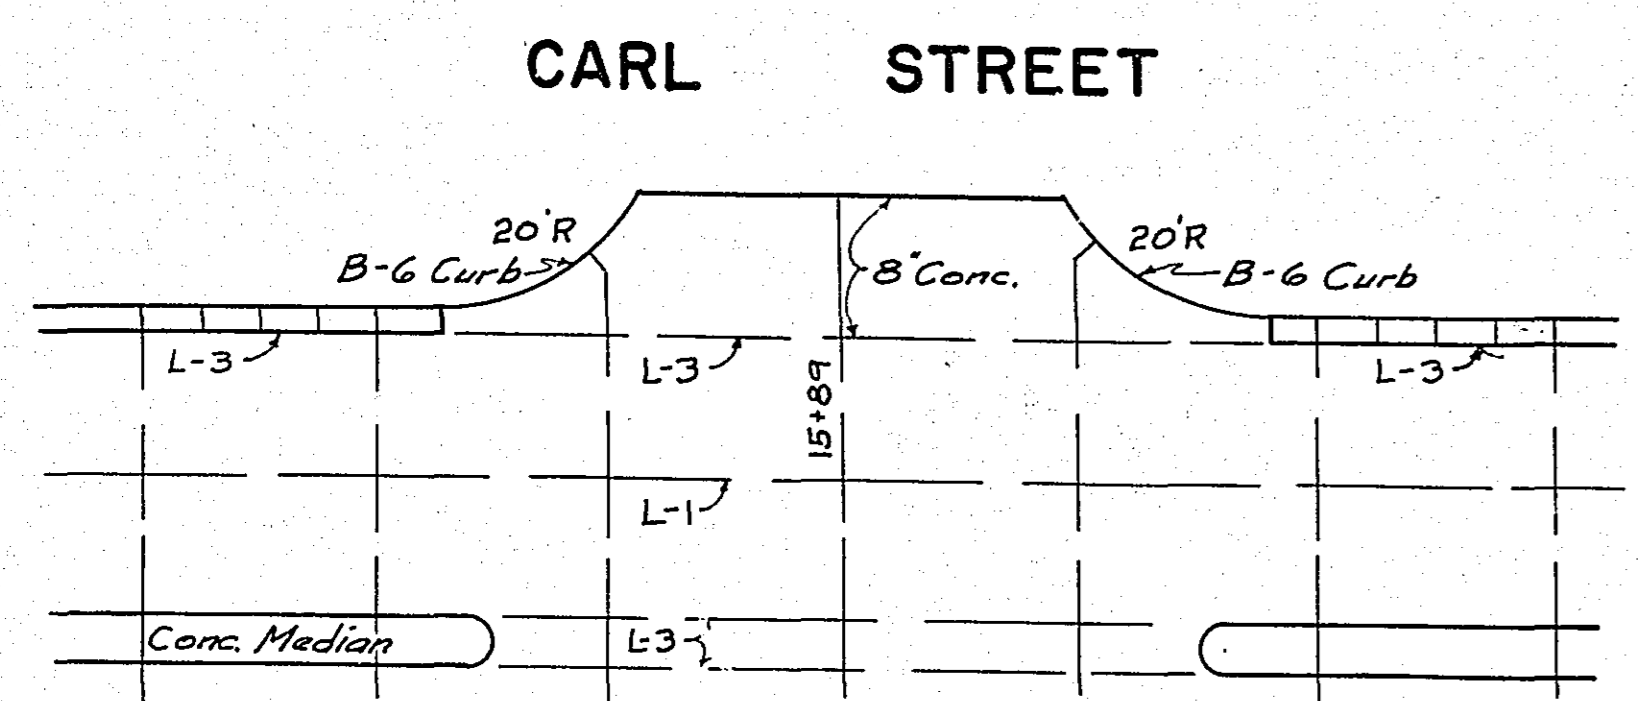 CARL STREET
20'R
B-6 Curb
8" Conc.
20'R
B-6 Curb
L-3
L-3
15+89
L-3
L-1
Conc. Median
L-3